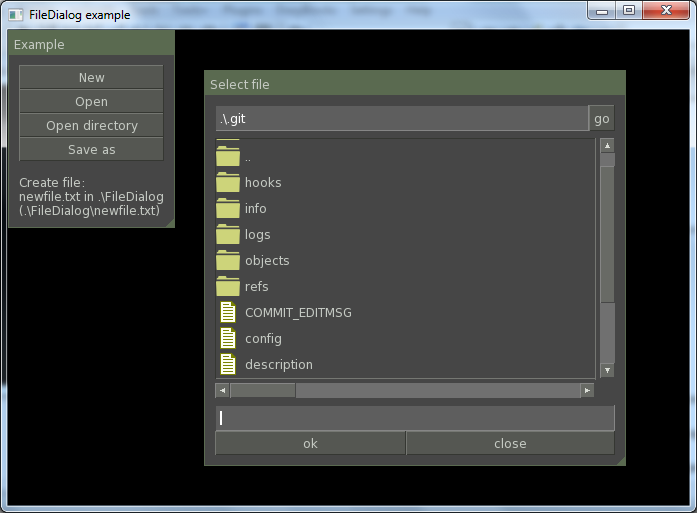 FileDialog example
Example
New
Open
Open directory
Save as
Create file:
newfile.txt in .\FileDialog
(.\FileDialog\newfile.txt)
Select file
.\.git
go
..
hooks
info
logs
objects
refs
COMMIT_EDITMSG
config
description
ok
close